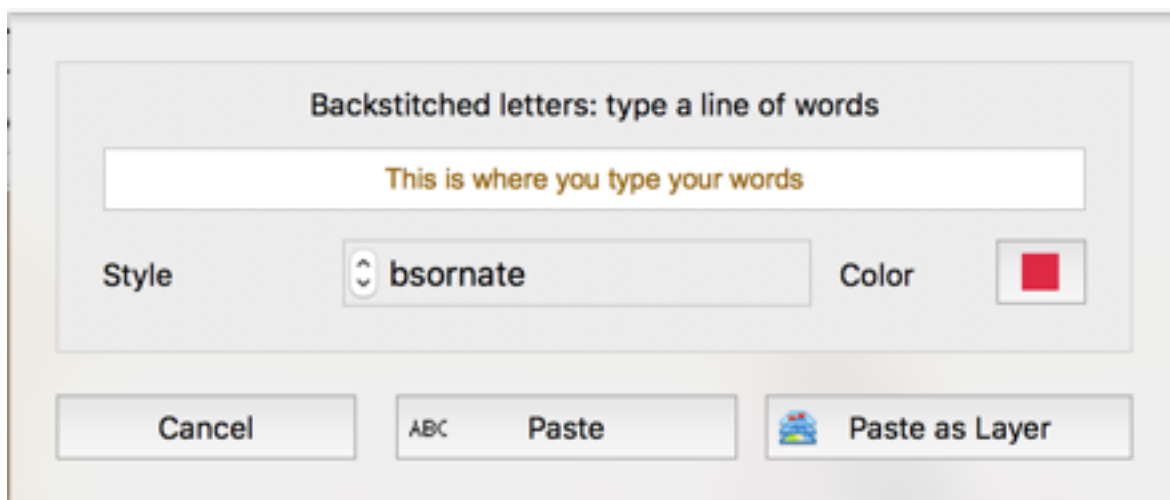 Backstitched letters: type a line of words
This is where you type your words
Style bsornate Color
Cancel ABC Paste Paste as Layer